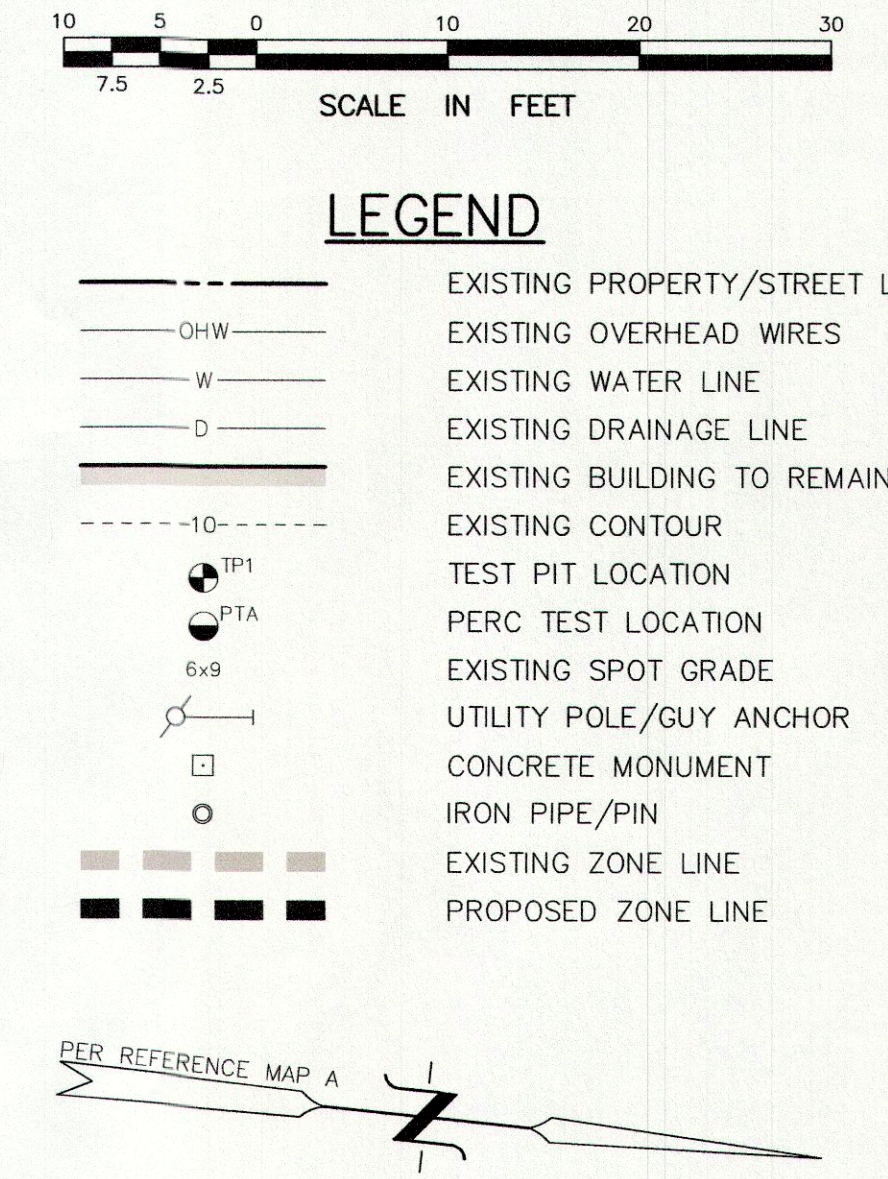 10 5 0 10 20 30
7.5 2.5
SCALE IN FEET
LEGEND
EXISTING PROPERTY/STREET L
OHW EXISTING OVERHEAD WIRES
W EXISTING WATER LINE
D EXISTING DRAINAGE LINE
EXISTING BUILDING TO REMAIN
10 EXISTING CONTOUR
TP1 TEST PIT LOCATION
PTA PERC TEST LOCATION
6x9 EXISTING SPOT GRADE
UTILITY POLE/GUY ANCHOR
CONCRETE MONUMENT
IRON PIPE/PIN
EXISTING ZONE LINE
PROPOSED ZONE LINE
PER REFERENCE MAP A
N